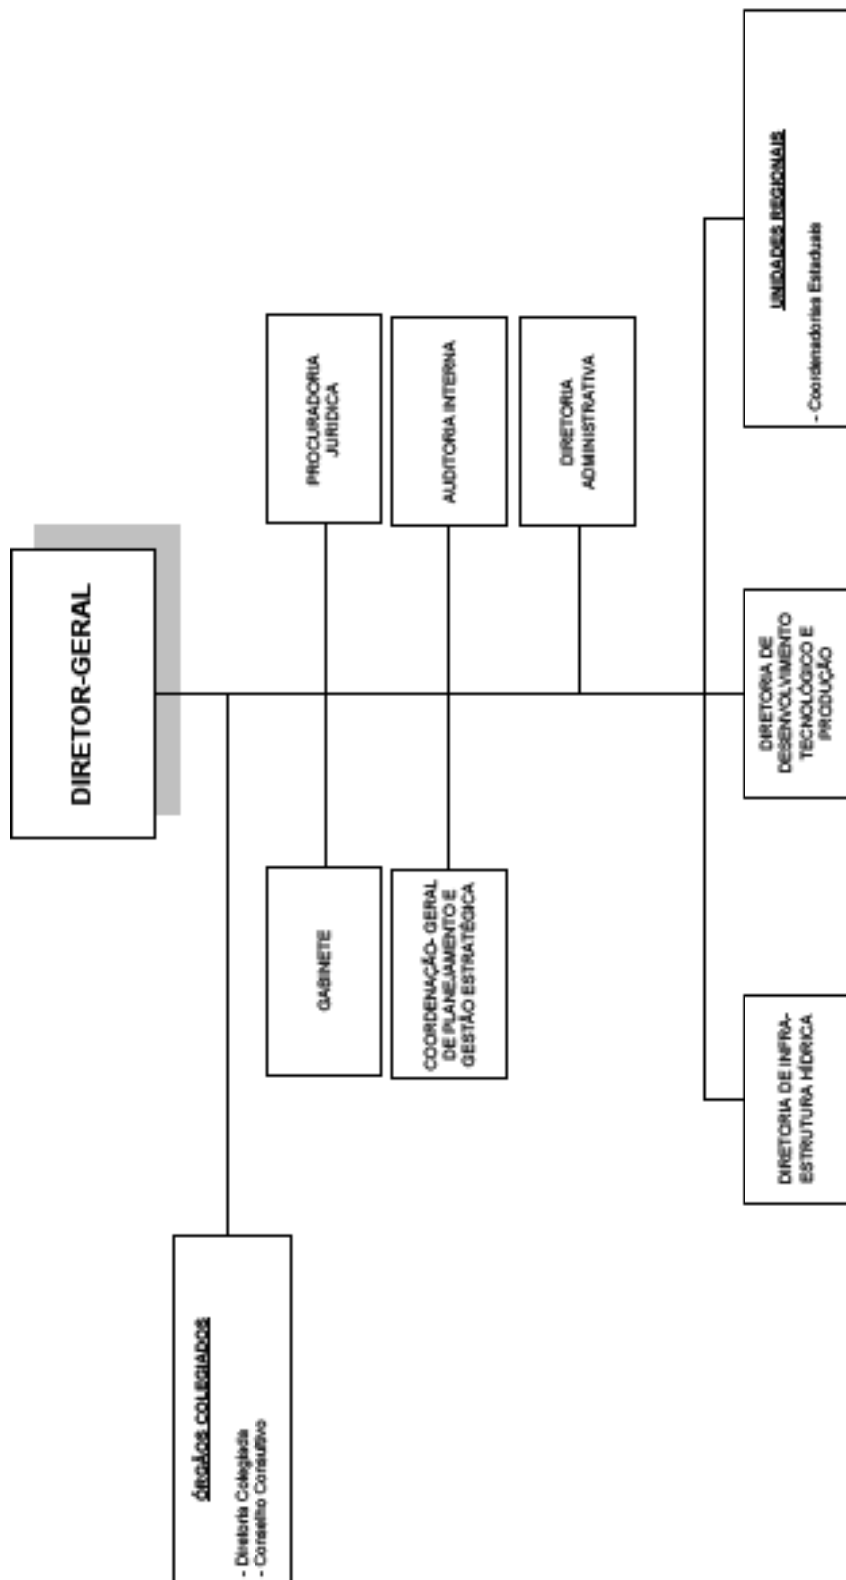 DIRETOR-GERAL
ÓRGÃOS COLEGIADOS
- Diretoria Colegiada
- Conselho Consultivo
GABINETE
PROCURADORIA
JURIDICA
COORDENAÇÃO- GERAL
DE PLANEJAMENTO E
GESTÃO ESTRATÉGICA
AUDITORIA INTERNA
DIRETORIA
ADMINISTRATIVA
DIRETORIA DE INFRA-
ESTRUTURA HÍDRICA
DIRETORIA DE
DESENVOLVIMENTO
TECNOLÓGICO E
PRODUÇÃO
UNIDADES REGIONAIS
- Coordenadorias Estaduais